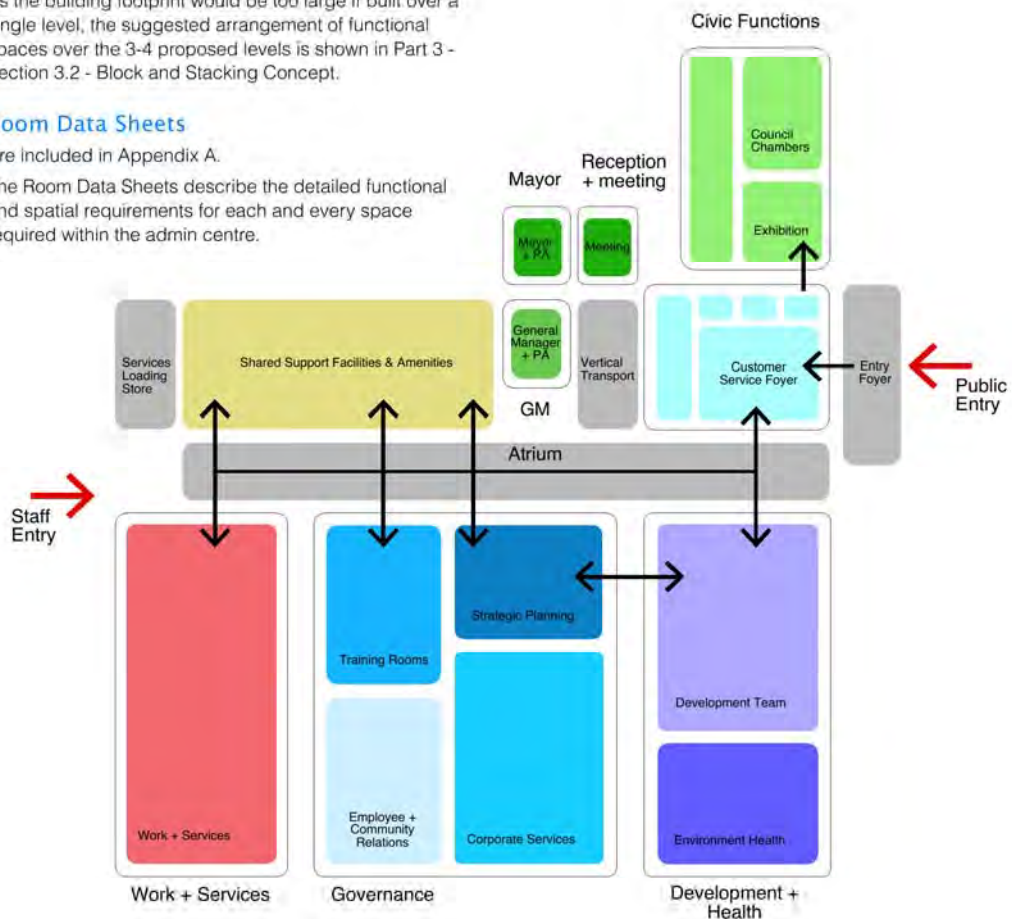 the building footprint would be too large if built over a
ngle level, the suggested arrangement of functional
paces over the 3-4 proposed levels is shown in Part 3 -
ection 3.2 - Block and Stacking Concept.
oom Data Sheets
re included in Appendix A.
he Room Data Sheets describe the detailed functional
nd spatial requirements for each and every space
equired within the admin centre.
Civic Functions
Council
Chambers
Exhibition
Mayor
Reception
+ meeting
Mayor
+ PA
Meeting
General
Manager
+ PA
GM
Services
Loading
Store
Shared Support Facilities & Amenities
Vertical
Transport
Customer
Service Foyer
Entry
Foyer
Public
Entry
Atrium
Staff
Entry
Work + Services
Training Rooms
Strategic Planning
Employee +
Community
Relations
Corporate Services
Development Team
Environment Health
Work + Services
Governance
Development +
Health